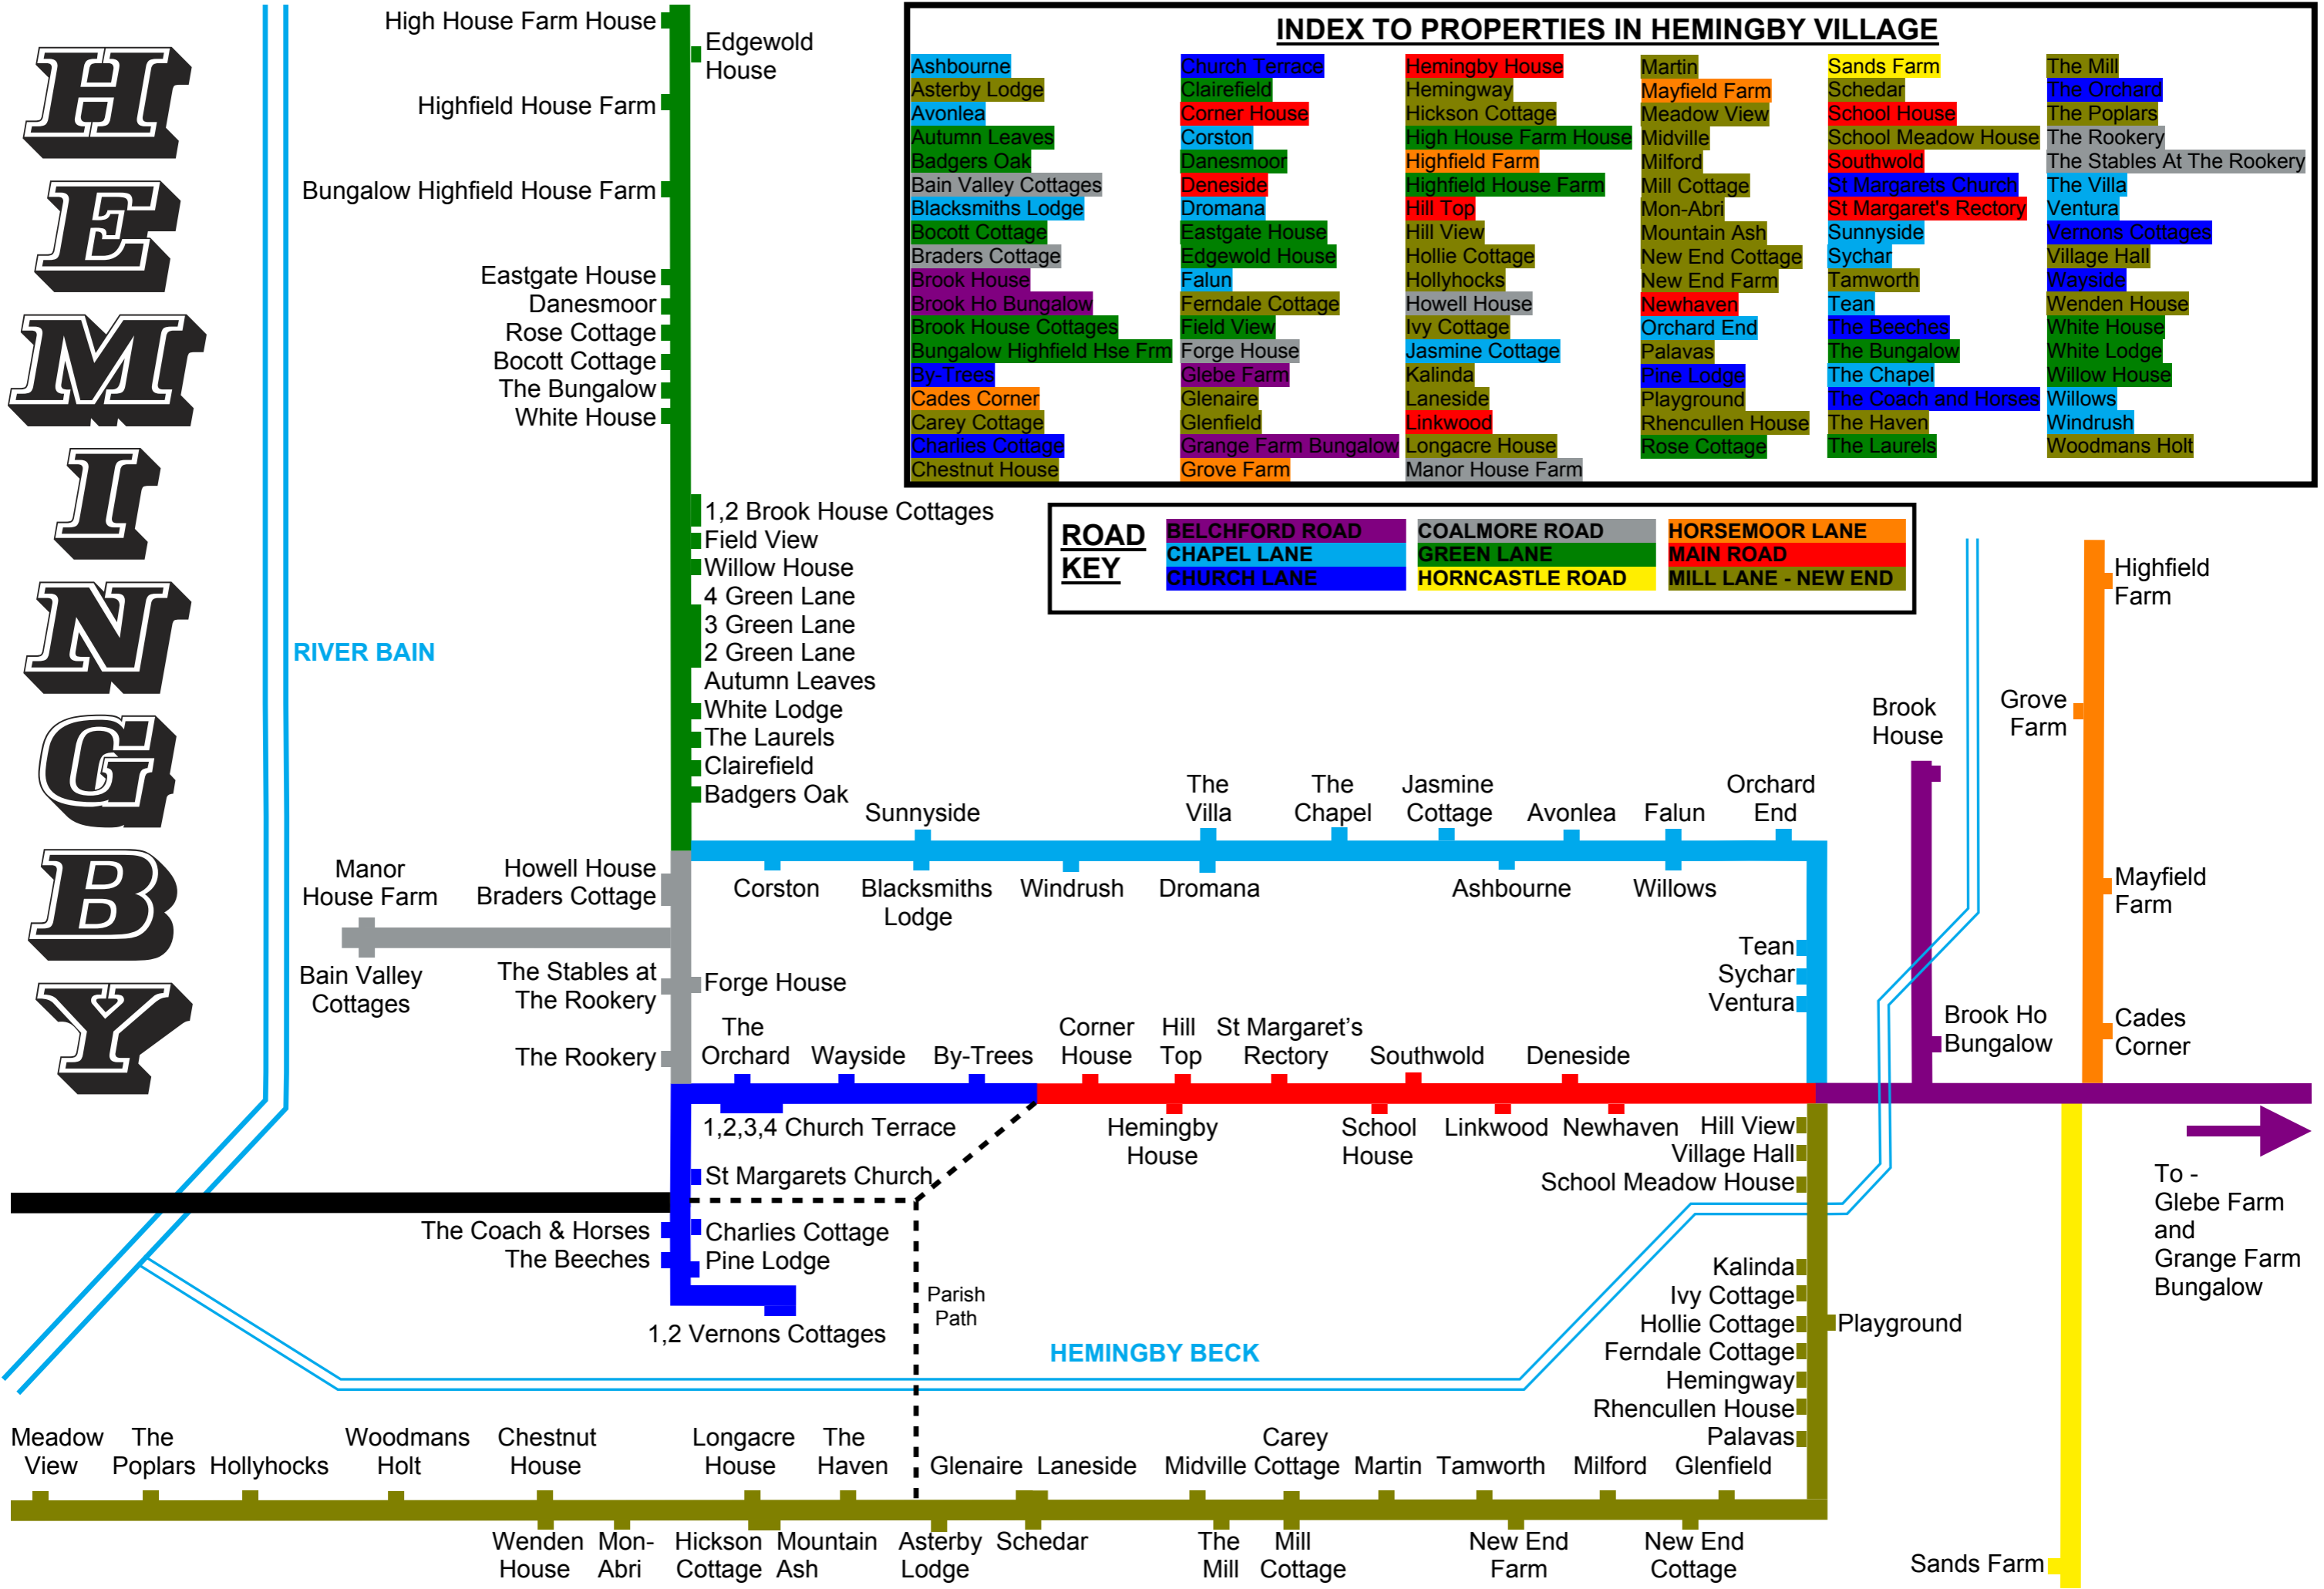 HEMINGBY
High House Farm House
Edgewold
House
Highfield House Farm
Bungalow Highfield House Farm
Eastgate House
Danesmoor
Rose Cottage
Bocott Cottage
The Bungalow
White House
INDEX TO PROPERTIES IN HEMINGBY VILLAGE
Ashbourne
Asterby Lodge
Avonlea
Autumn Leaves
Badgers Oak
Bain Valley Cottages
Blacksmiths Lodge
Bocott Cottage
Braders Cottage
Brook House
Brook Ho Bungalow
Brook House Cottages
Bungalow Highfield Hse Frm
By-Trees
Cades Corner
Carey Cottage
Charlies Cottage
Chestnut House
Church Terrace
Clairefield
Corner House
Corston
Danesmoor
Deneside
Dromana
Eastgate House
Edgewold House
Falun
Ferndale Cottage
Field View
Forge House
Glebe Farm
Glenaire
Glenfield
Grange Farm Bungalow
Grove Farm
Hemingby House
Hemingway
Hickson Cottage
High House Farm House
Highfield Farm
Highfield House Farm
Hill Top
Hill View
Hollie Cottage
Hollyhocks
Howell House
Ivy Cottage
Jasmine Cottage
Kalinda
Laneside
Linkwood
Longacre House
Manor House Farm
Martin
Mayfield Farm
Meadow View
Midville
Milford
Mill Cottage
Mon-Abri
Mountain Ash
New End Cottage
New End Farm
Newhaven
Orchard End
Palavas
Pine Lodge
Playground
Rhencullen House
Rose Cottage
Sands Farm
Schedar
School House
School Meadow House
Southwold
St Margarets Church
St Margaret's Rectory
Sunnyside
Sychar
Tamworth
Tean
The Beeches
The Bungalow
The Chapel
The Coach and Horses
The Haven
The Laurels
The Mill
The Orchard
The Poplars
The Rookery
The Stables At The Rookery
The Villa
Ventura
Vernons Cottages
Village Hall
Wayside
Wenden House
White House
White Lodge
Willow House
Willows
Windrush
Woodmans Holt
ROAD
KEY
BELCHFORD ROAD
CHAPEL LANE
CHURCH LANE
COALMORE ROAD
GREEN LANE
HORNCASTLE ROAD
HORSEMOOR LANE
MAIN ROAD
MILL LANE - NEW END
1,2 Brook House Cottages
Field View
Willow House
4 Green Lane
3 Green Lane
2 Green Lane
Autumn Leaves
White Lodge
The Laurels
Clairefield
Badgers Oak
RIVER BAIN
Highfield
Farm
Grove
Farm
Mayfield
Farm
Cades
Corner
Brook
House
Brook Ho
Bungalow
Sunnyside
The
Villa
The
Chapel
Jasmine
Cottage
Avonlea
Falun
Orchard
End
Corston
Blacksmiths
Lodge
Windrush
Dromana
Ashbourne
Willows
Tean
Sychar
Ventura
Manor
House Farm
Howell House
Braders Cottage
Bain Valley
Cottages
The Stables at
The Rookery
Forge House
The Rookery
The
Orchard
Wayside
By-Trees
Corner
House
Hill
Top
St Margaret’s
Rectory
Southwold
Deneside
1,2,3,4 Church Terrace
Hemingby
House
School
House
Linkwood
Newhaven
Hill View
Village Hall
School Meadow House
St Margarets Church
The Coach & Horses
The Beeches
Charlies Cottage
Pine Lodge
1,2 Vernons Cottages
Parish
Path
HEMINGBY BECK
To -
Glebe Farm
and
Grange Farm
Bungalow
Kalinda
Ivy Cottage
Hollie Cottage
Ferndale Cottage
Hemingway
Rhencullen House
Palavas
Playground
Meadow
View
The
Poplars
Hollyhocks
Woodmans
Holt
Chestnut
House
Longacre
House
The
Haven
Glenaire
Laneside
Midville
Carey
Cottage
Martin
Tamworth
Milford
Glenfield
Wenden
House
Mon-
Abri
Hickson
Cottage
Mountain
Ash
Asterby
Lodge
Schedar
The
Mill
Mill
Cottage
New End
Farm
New End
Cottage
Sands Farm